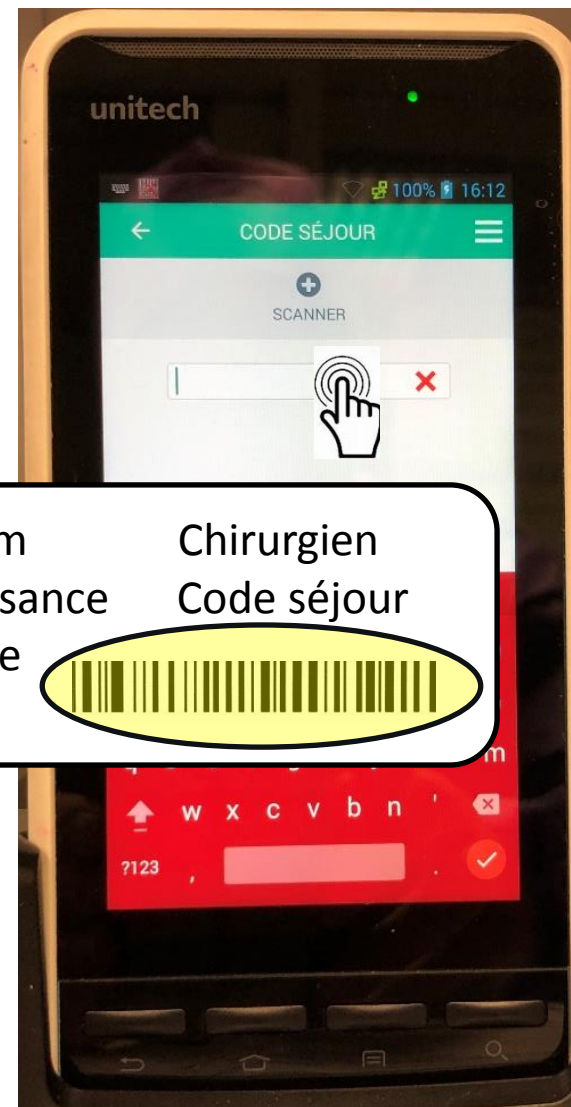 unitech
100% 16:12
CODE SÉJOUR
SCANNER
m Chirurgien
sance Code séjour
e
m
w x c v b n '
?123 , .